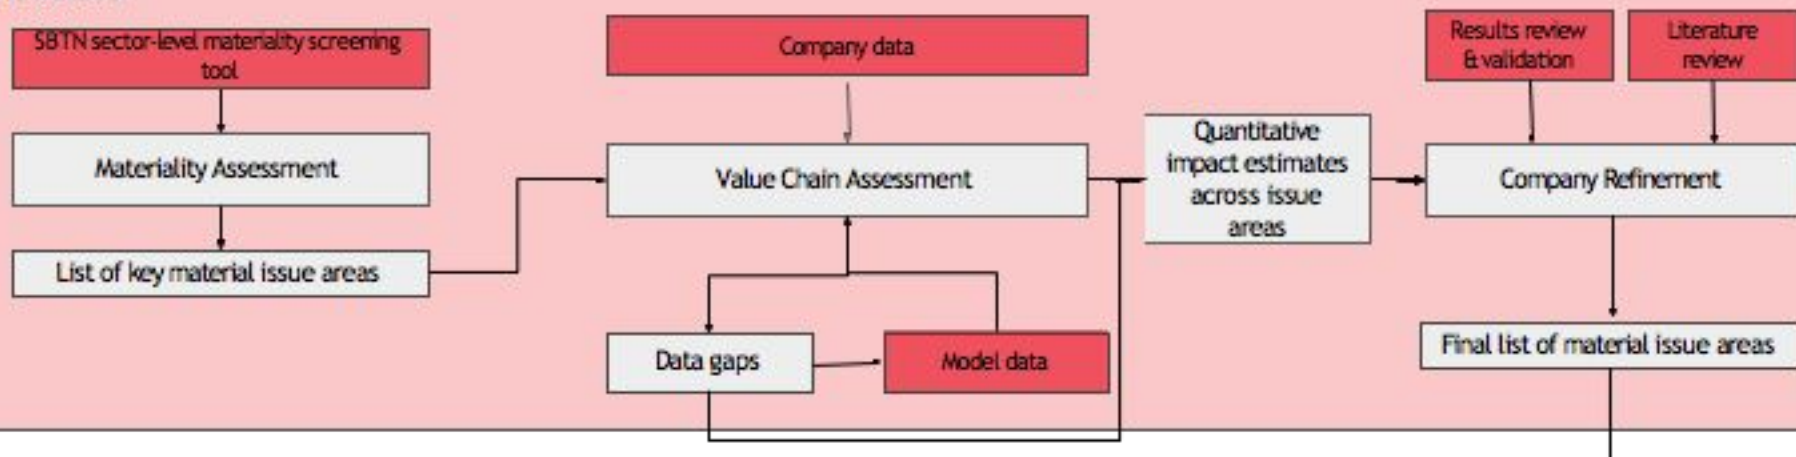 SBTN sector-level materiality screening
tool
Materiality Assessment
List of key material issue areas
Company data
Value Chain Assessment
Data gaps
Model data
Quantitative
impact estimates
across issue
areas
Results review
& validation
Literature
review
Company Refinement
Final list of material issue areas